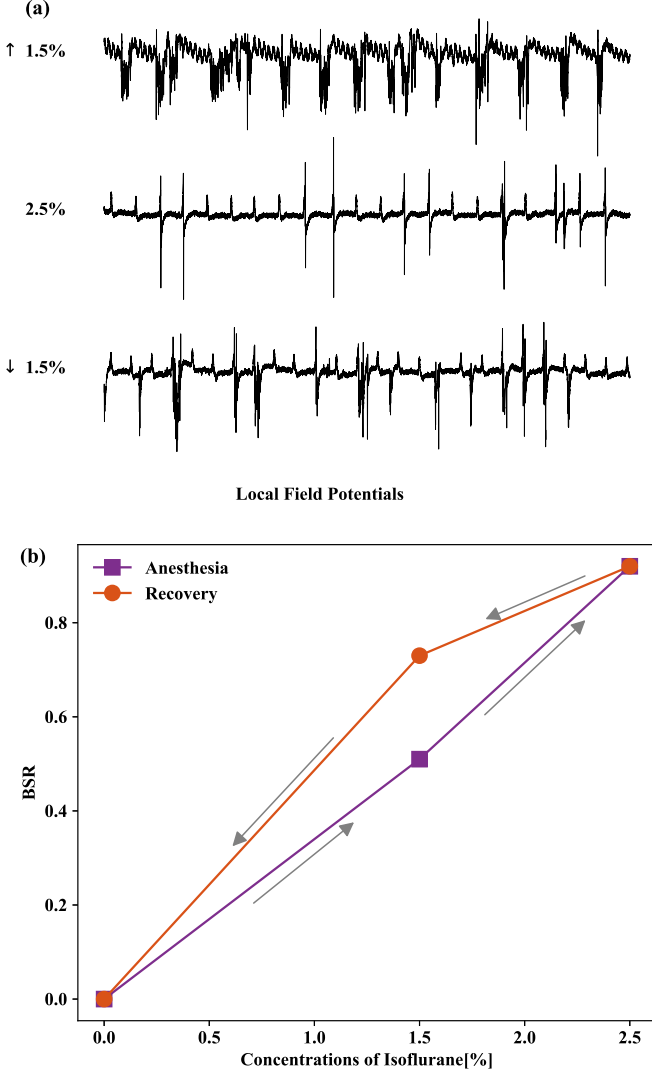 (a)
↑ 1.5%
2.5%
↓ 1.5%
Local Field Potentials
(b)
Anesthesia
Recovery
0.8
0.6
0.4
0.2
0.0
BSR
0.0 0.5 1.0 1.5 2.0 2.5
Concentrations of Isoflurane[%]